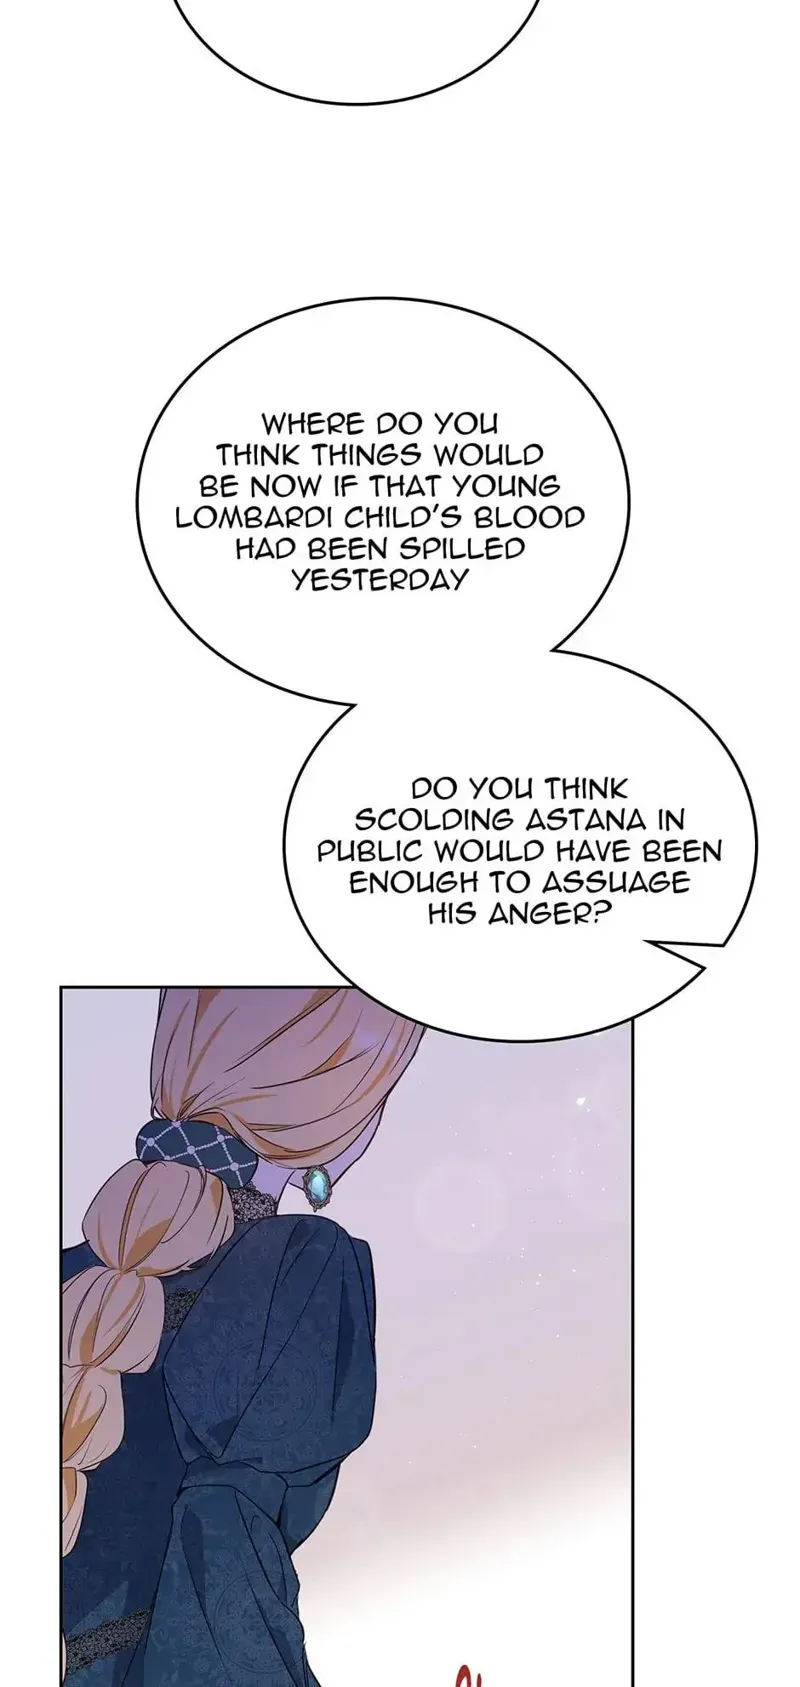 WHERE DO YOU
THINK THINGS WOULD
BE NOW IF THAT YOUNG
LOMBARDI CHILD'S BLOOD
HAD BEEN SPILLED
YESTERDAY
DO YOU THINK
SCOLDING ASTANA IN
PUBLIC WOULD HAVE BEEN
ENOUGH TO ASSUAGE
HIS ANGER?